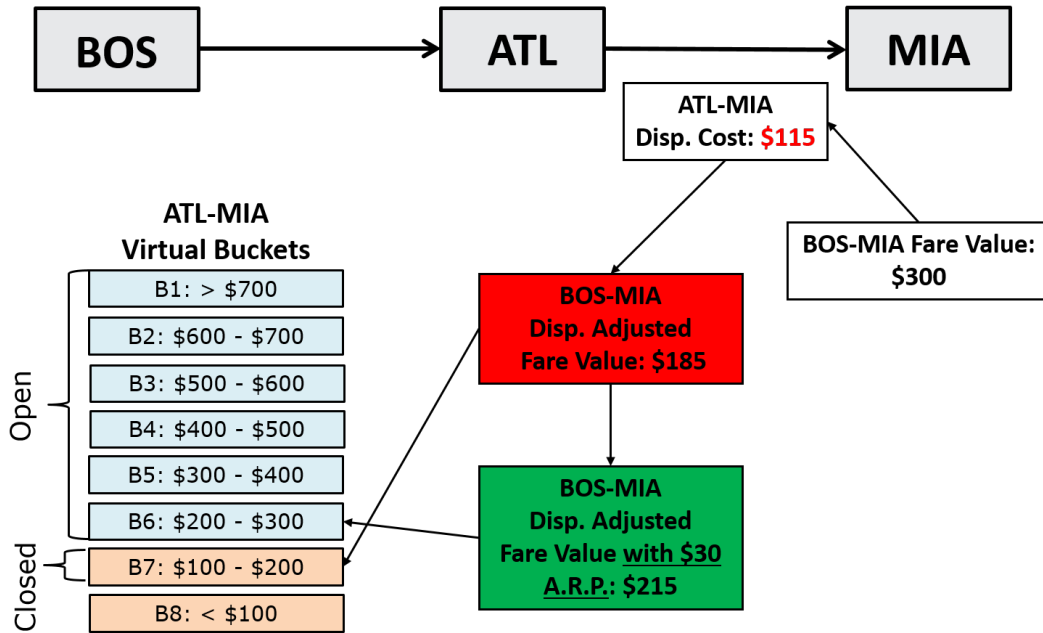 BOS
ATL
MIA
ATL-MIA
Disp. Cost: $115
BOS-MIA Fare Value:
$300
ATL-MIA
Virtual Buckets
Open
B1: > $700
B2: $600 - $700
B3: $500 - $600
B4: $400 - $500
B5: $300 - $400
B6: $200 - $300
Closed
B7: $100 - $200
B8: < $100
BOS-MIA
Disp. Adjusted
Fare Value: $185
BOS-MIA
Disp. Adjusted
Fare Value with $30
A.R.P.: $215